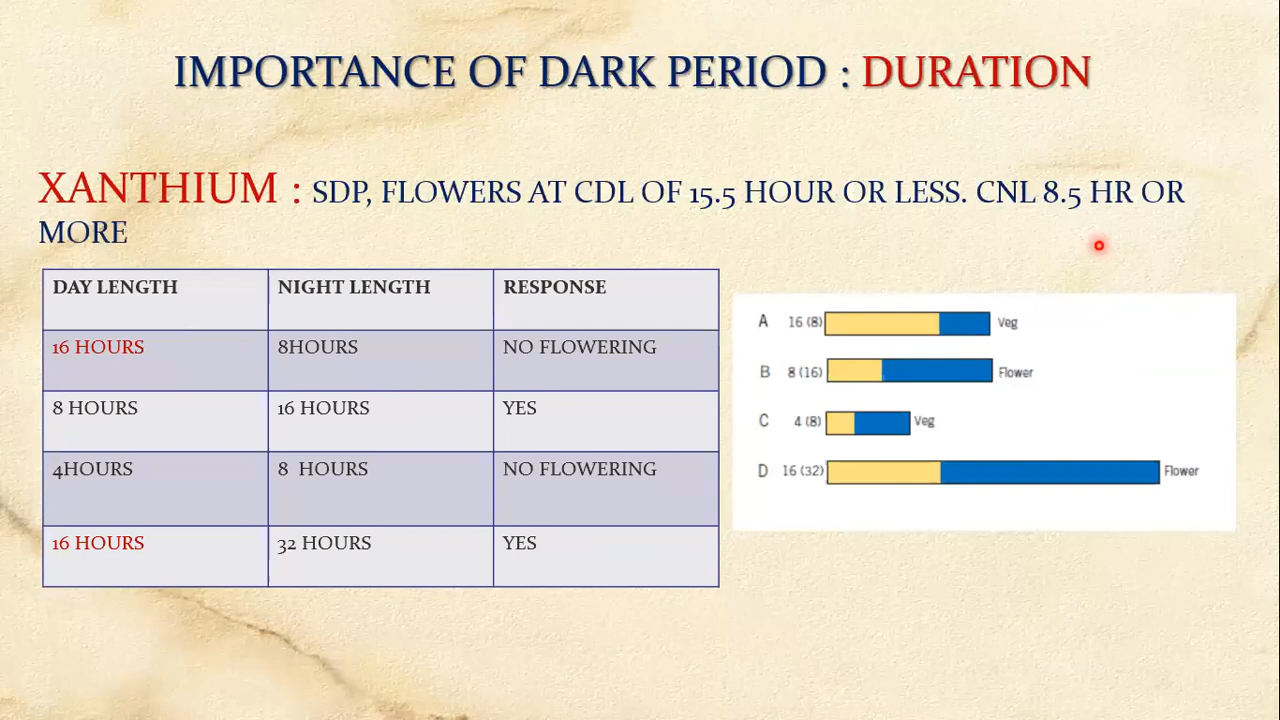 IMPORTANCE OF DARK PERIOD : DURATION
XANTHIUM : SDP, FLOWERS AT CDL OF 15.5 HOUR OR LESS. CNL 8.5 HR OR
MORE
DAY LENGTH NIGHT LENGTH RESPONSE
16 HOURS 8HOURS NO FLOWERING
8 HOURS 16 HOURS YES
4HOURS 8 HOURS NO FLOWERING
16 HOURS 32 HOURS YES
A 16 (8) Veg
B 8 (16) Flower
C 4 (8) Veg
D 16 (32) Flower